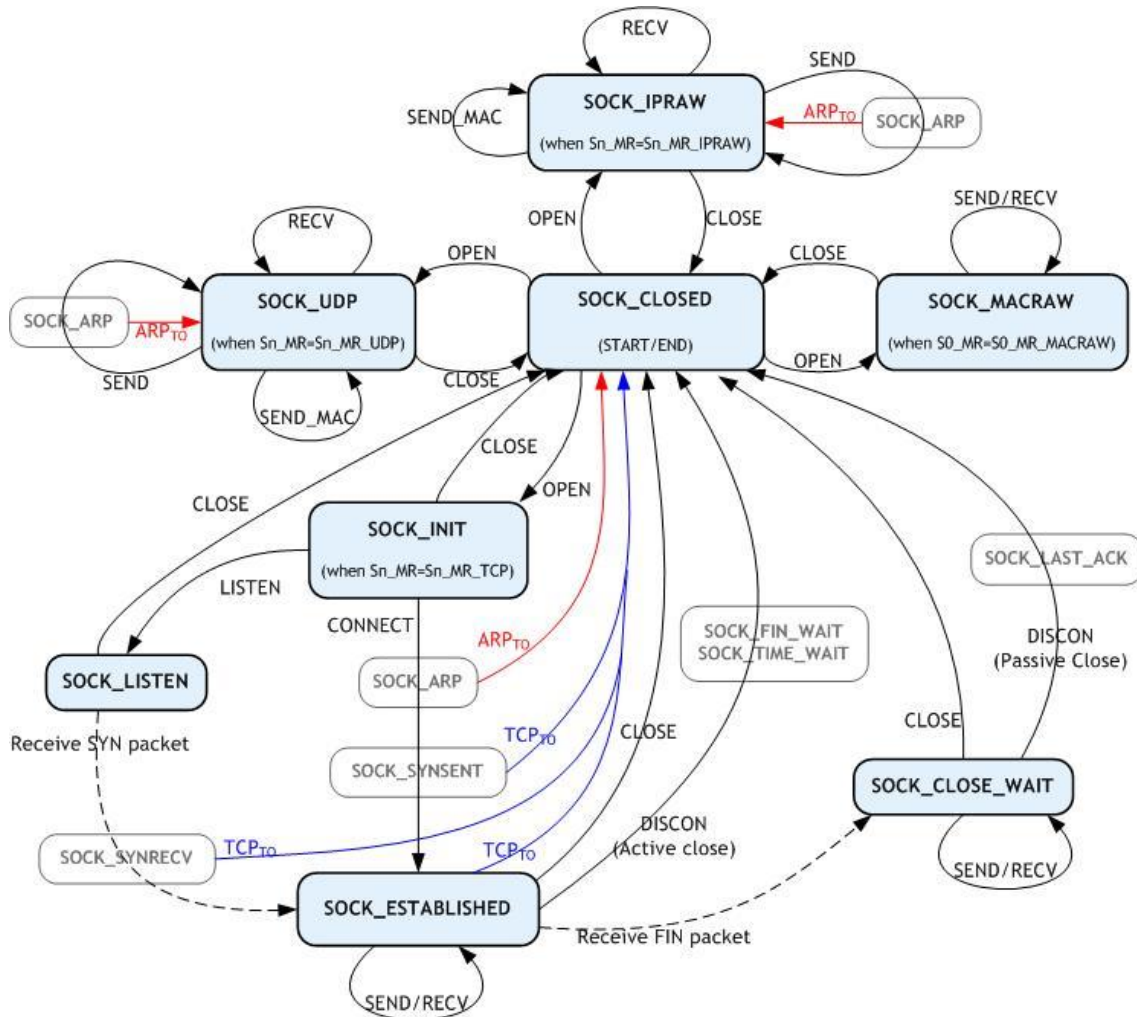 RECV
SEND
SOCK_IPRAW
SEND_MAC
ARPTO
SOCK_ARP
(when Sn_MR=Sn_MR_IPRAW)
SEND/RECV
OPEN
CLOSE
RECV
OPEN
CLOSE
SOCK_UDP
SOCK_CLOSED
SOCK_MACRAW
SOCK_ARP
ARPTO
(when Sn_MR=Sn_MR_UDP)
(START/END)
(when S0_MR=S0_MR_MACRAW)
OPEN
SEND
CLOSE
SEND_MAC
CLOSE
OPEN
CLOSE
SOCK_INIT
(when Sn_MR=Sn_MR_TCP)
SOCK_LAST_ACK
LISTEN
CONNECT
ARPTO
SOCK_FIN_WAIT
SOCK_TIME_WAIT
DISCON
(Passive Close)
SOCK_LISTEN
SOCK_ARP
CLOSE
Receive SYN packet
TCPTO
CLOSE
SOCK_SYNSENT
SOCK_CLOSE_WAIT
DISCON
(Active close)
TCPTO
TCPTO
SOCK_SYNRECV
SEND/RECV
SOCK_ESTABLISHED
Receive FIN packet
SEND/RECV